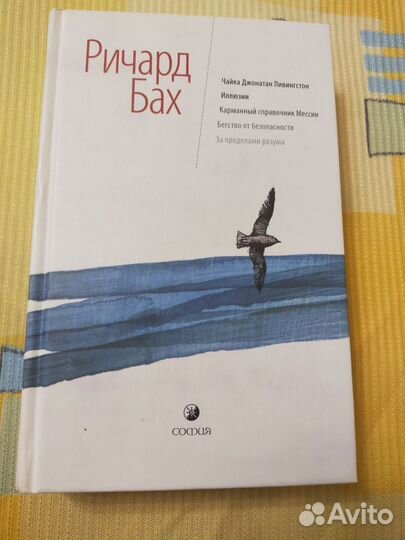 Ричард
Бах
Чайка Джонатан Ливингстон
Иллюзии
Карманный справочник Мессии
Бегство от безопасности
За пределами разума
СОФИЯ
Avito